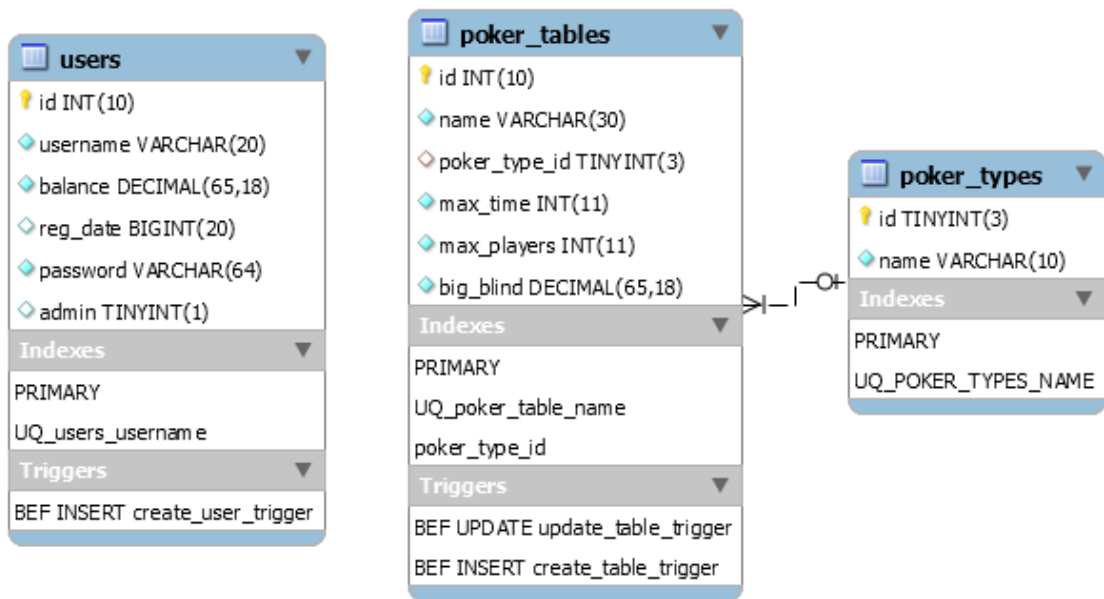 users
id INT(10)
username VARCHAR(20)
balance DECIMAL(65,18)
reg_date BIGINT(20)
password VARCHAR(64)
admin TINYINT(1)
Indexes
PRIMARY
UQ_users_username
Triggers
BEF INSERT create_user_trigger
poker_tables
id INT(10)
name VARCHAR(30)
poker_type_id TINYINT(3)
max_time INT(11)
max_players INT(11)
big_blind DECIMAL(65,18)
Indexes
PRIMARY
UQ_poker_table_name
poker_type_id
Triggers
BEF UPDATE update_table_trigger
BEF INSERT create_table_trigger
poker_types
id TINYINT(3)
name VARCHAR(10)
Indexes
PRIMARY
UQ_POKER_TYPES_NAME